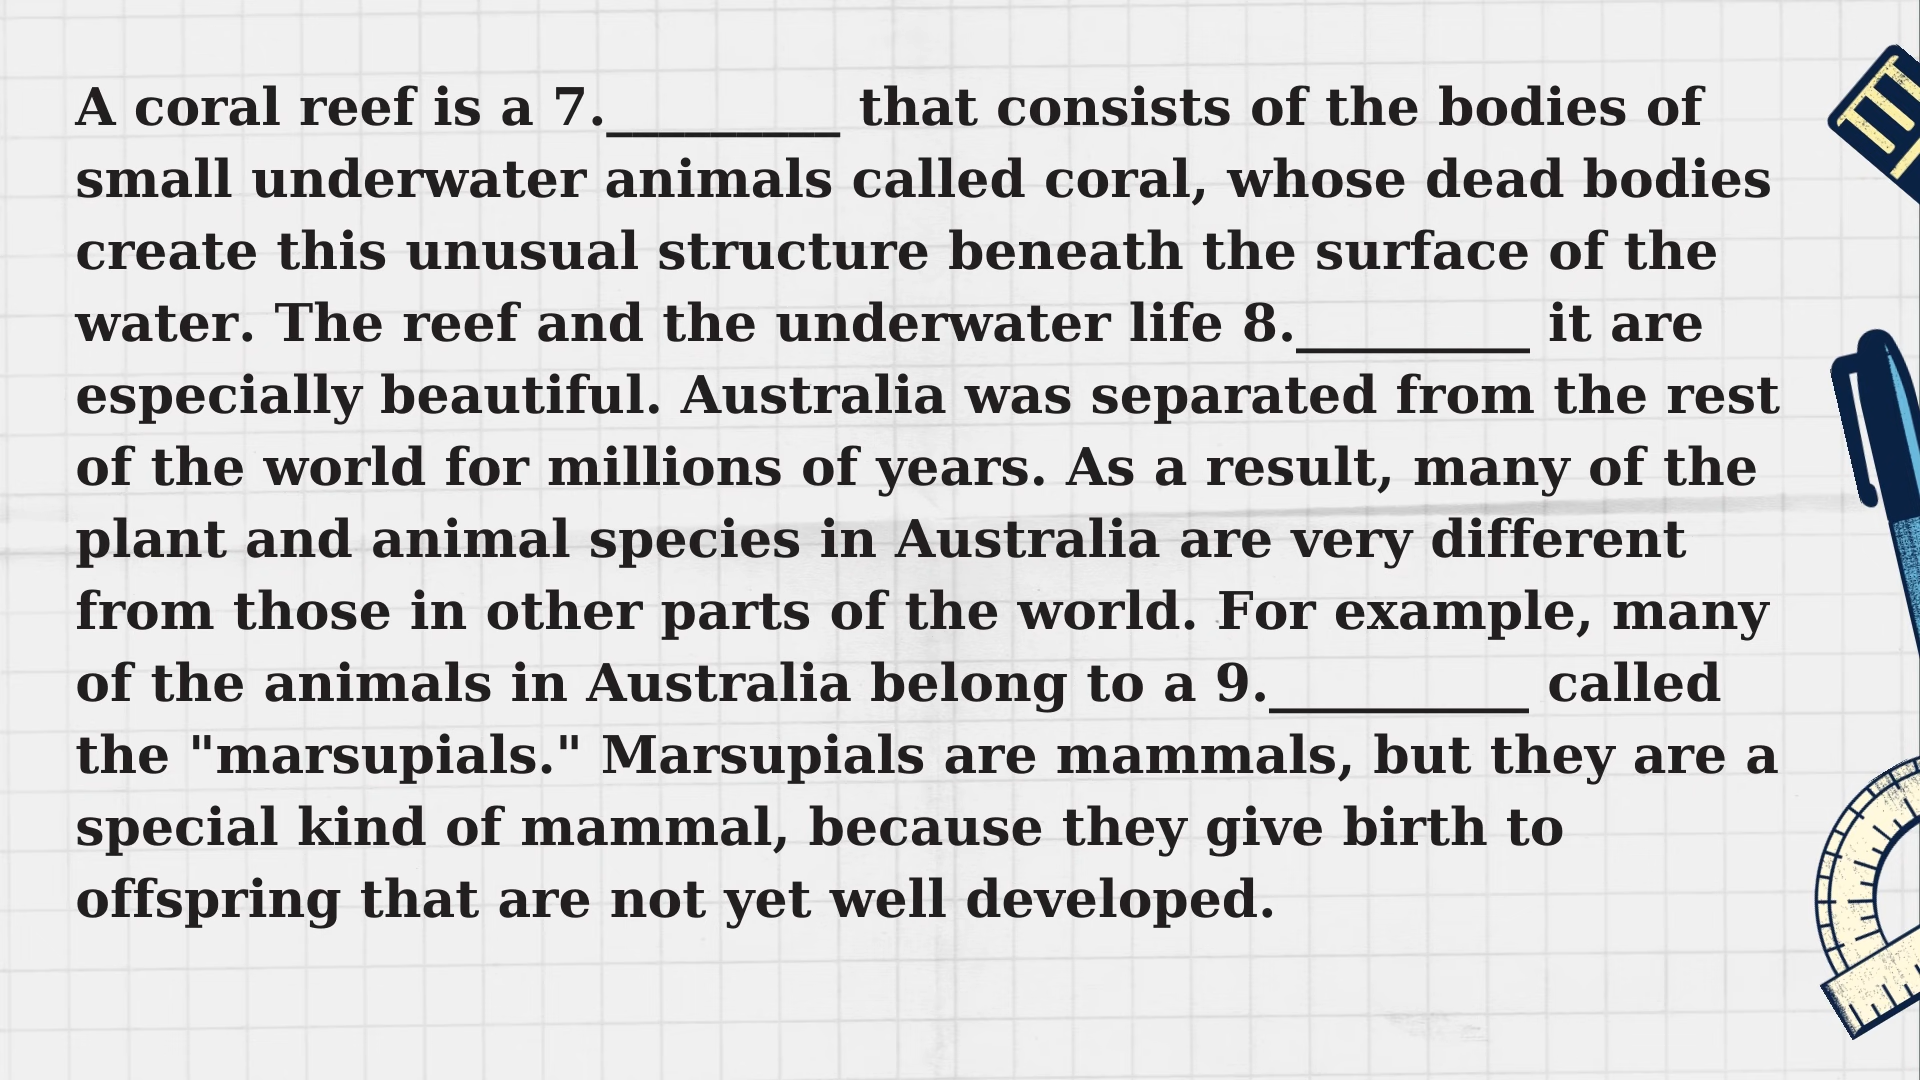 A coral reef is a 7._________ that consists of the bodies of
small underwater animals called coral, whose dead bodies
create this unusual structure beneath the surface of the
water. The reef and the underwater life 8._________ it are
especially beautiful. Australia was separated from the rest
of the world for millions of years. As a result, many of the
plant and animal species in Australia are very different
from those in other parts of the world. For example, many
of the animals in Australia belong to a 9.__________ called
the "marsupials." Marsupials are mammals, but they are a
special kind of mammal, because they give birth to
offspring that are not yet well developed.